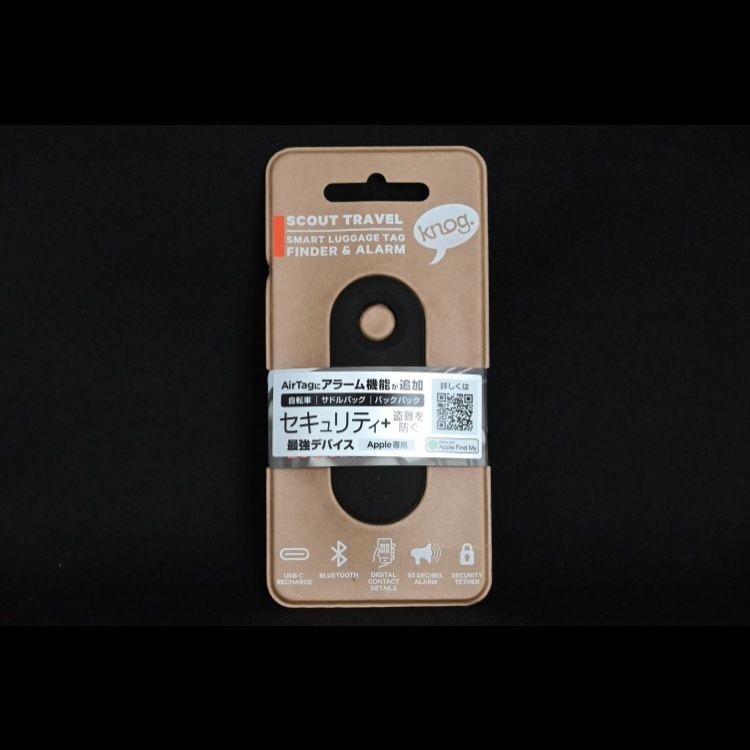 SCOUT TRAVEL
SMART LUGGAGE TAG
FINDER & ALARM
knog.
AirTagにアラーム機能が追加
詳しくは
自転車 | サドルバッグ | バックパック
セキュリティ+
盗難を
防ぐ
最強デバイス
Apple専用
Works with
Apple Find My
USB C
RECHARGE
BLUETOOTH
DIGITAL
CONTACT
DETAILS
85 DECIBEL
ALARM
SECURITY
TETHER